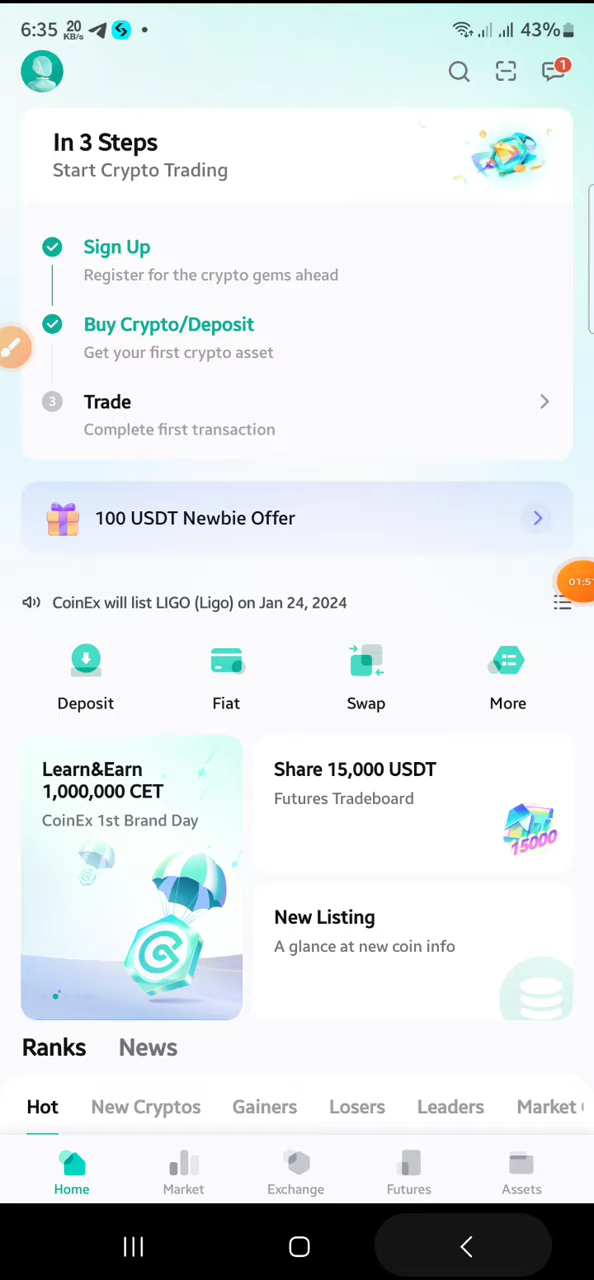 6:35 20 KB/s 43%
1
In 3 Steps
Start Crypto Trading
Sign Up
Register for the crypto gems ahead
Buy Crypto/Deposit
Get your first crypto asset
3 Trade
Complete first transaction
100 USDT Newbie Offer
01:51
CoinEx will list LIGO (Ligo) on Jan 24, 2024
Deposit Fiat Swap More
Learn&Earn
1,000,000 CET
CoinEx 1st Brand Day
Share 15,000 USDT
Futures Tradeboard
15000
New Listing
A glance at new coin info
Ranks News
Hot New Cryptos Gainers Losers Leaders Market
Home Market Exchange Futures Assets